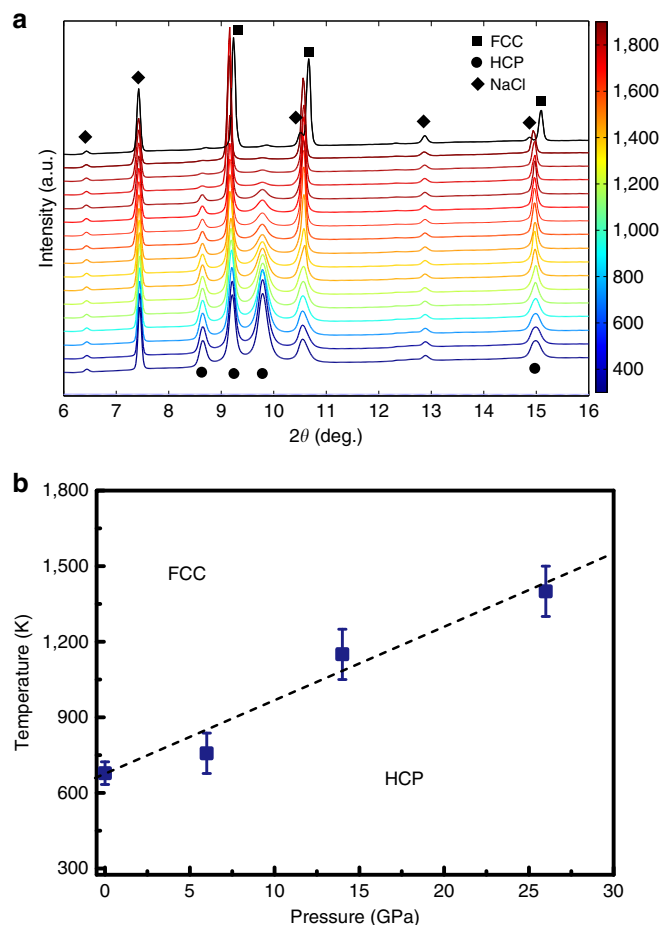 a
FCC
HCP
NaCl
Intensity (a.u.)
6 7 8 9 10 11 12 13 14 15 16
2θ (deg.)
1,800
1,600
1,400
1,200
1,000
800
600
400
b
1,800
1,500
1,200
900
600
300
Temperature (K)
FCC
HCP
0 5 10 15 20 25 30
Pressure (GPa)